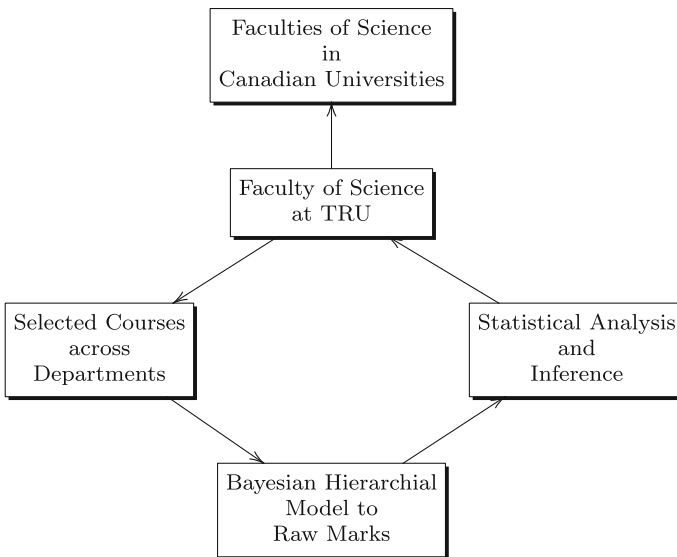 Faculties of Science
in
Canadian Universities
Faculty of Science
at TRU
Selected Courses
across
Departments
Statistical Analysis
and
Inference
Bayesian Hierarchial
Model to
Raw Marks